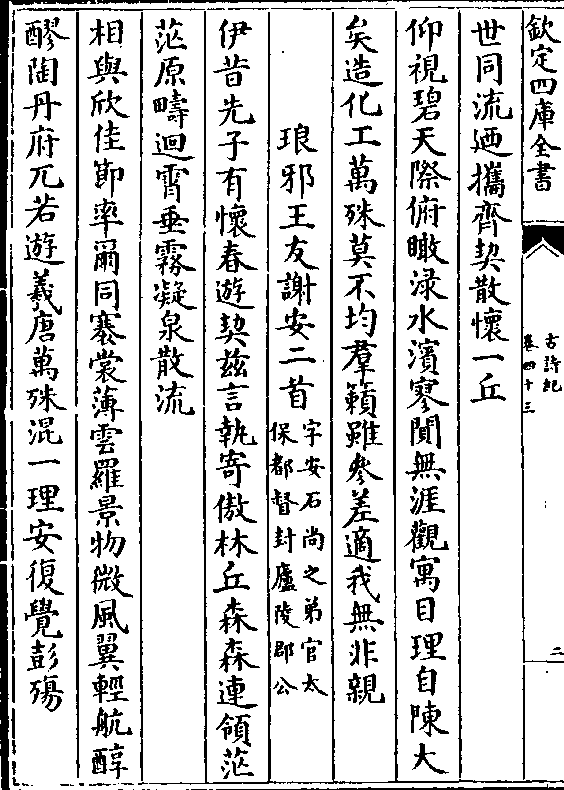 欽定四庫全書
古詩紀
卷四十三
二
世同流迺攜齊契散懷一丘
仰視碧天際俯瞰淥水濱寥闃無涯觀寓目理自陳大
矣造化工萬殊莫不均羣籟雖參差適我無非親
琅邪王友謝安二首
字安石尚之弟官太
保都督封廬陵郡公
伊昔先子有懷春遊契兹言執寄傲林丘森森連領茫
茫原疇迴霄垂霧凝泉散流
相與欣佳節率爾同褰裳薄雲羅景物微風翼輕航醇
醪陶丹府兀若遊羲唐萬殊混一理安復覺彭殤